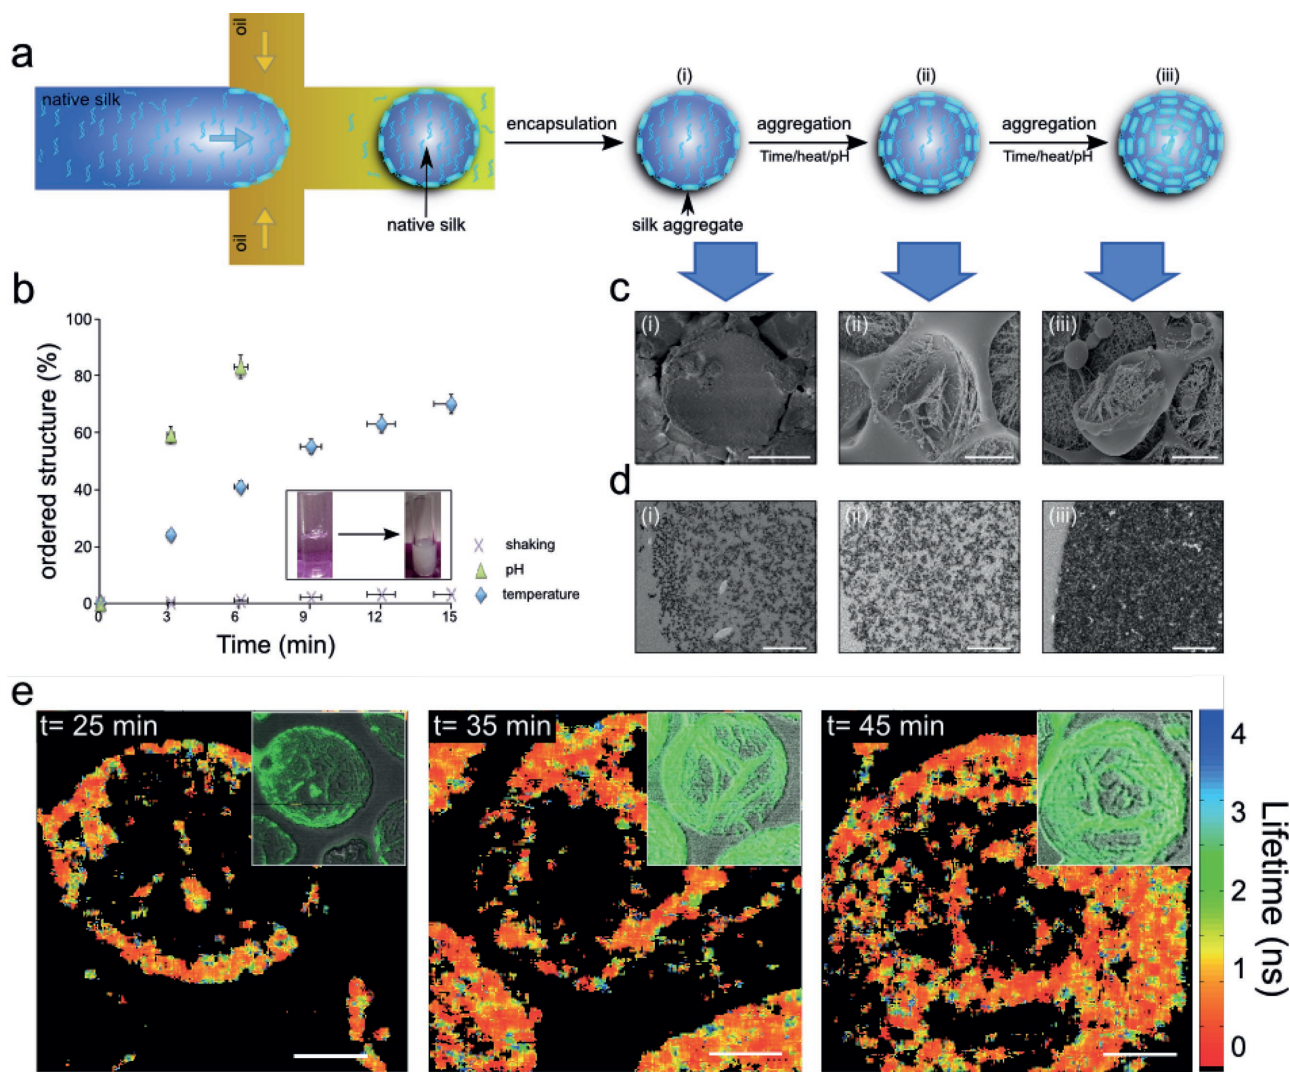 a
oil
native silk
oil
native silk
encapsulation
(i)
silk aggregate
aggregation
Time/heat/pH
(ii)
aggregation
Time/heat/pH
(iii)
b
100
80
60
40
20
0
0
3
6
9
12
15
ordered structure (%)
Time (min)
shaking
pH
temperature
c
(i)
(ii)
(iii)
d
(i)
(ii)
(iii)
e
t= 25 min
t= 35 min
t= 45 min
4
3
2
1
0
Lifetime (ns)